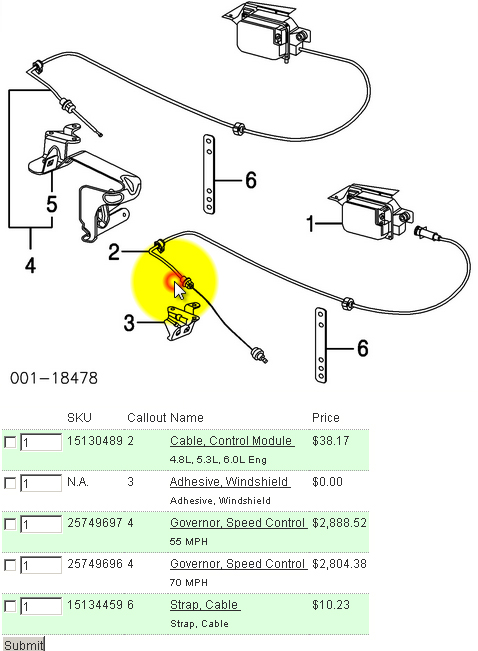 6
1
5
2
4
3
6
001-18478
SKU Callout Name Price
1 15130489 2 Cable, Control Module $38.17
4.8L, 5.3L, 6.0L Eng
1 N.A. 3 Adhesive, Windshield $0.00
Adhesive, Windshield
1 25749697 4 Governor, Speed Control $2,888.52
55 MPH
1 25749696 4 Governor, Speed Control $2,804.38
70 MPH
1 15134459 6 Strap, Cable $10.23
Strap, Cable
Submit